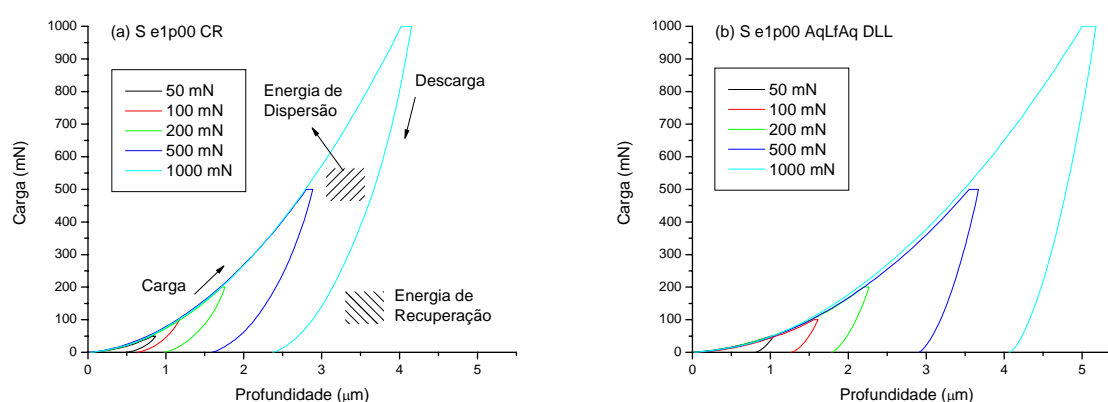 (a) S e1p00 CR
50 mN
100 mN
200 mN
500 mN
1000 mN
Energia de
Dispersão
Descarga
Carga
Energia de
Recuperação
Carga (mN)
1000
900
800
700
600
500
400
300
200
100
0
0 1 2 3 4 5
Profundidade (μm)
(b) S e1p00 AqLfAq DLL
50 mN
100 mN
200 mN
500 mN
1000 mN
Carga (mN)
1000
900
800
700
600
500
400
300
200
100
0
0 1 2 3 4 5
Profundidade (μm)